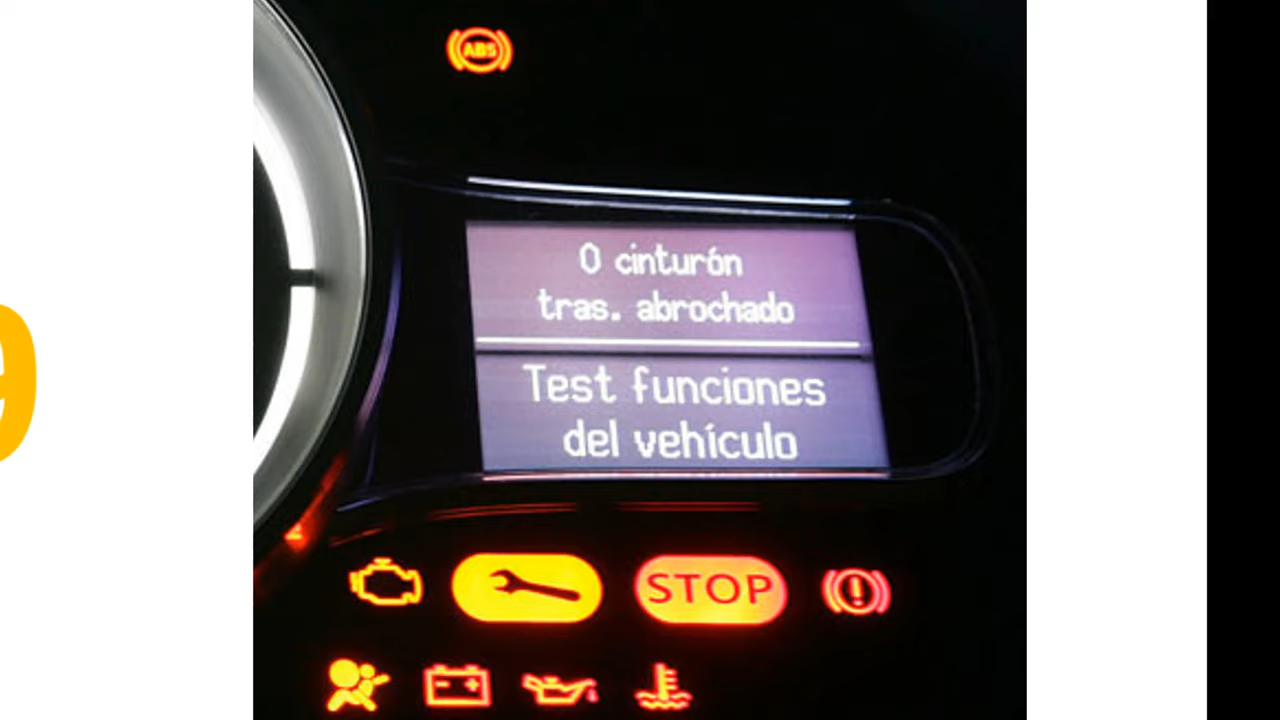 ABS
0 cinturón
tras. abrochado
Test funciones
del vehículo
STOP